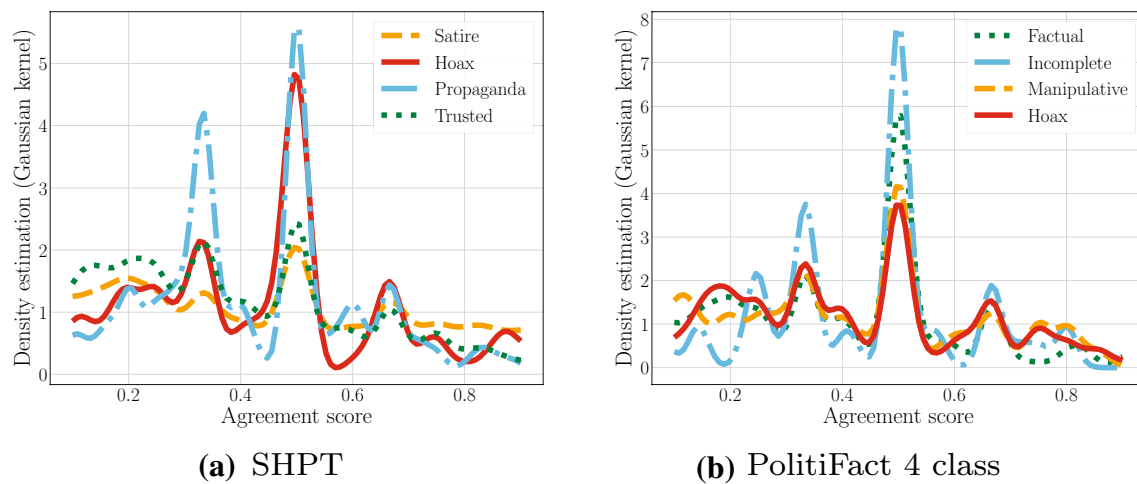 Density estimation (Gaussian kernel)
5
4
3
2
1
0
0.2 0.4 0.6 0.8
Agreement score
Satire
Hoax
Propaganda
Trusted
(a) SHPT
Density estimation (Gaussian kernel)
8
7
6
5
4
3
2
1
0
0.2 0.4 0.6 0.8
Agreement score
Factual
Incomplete
Manipulative
Hoax
(b) PolitiFact 4 class